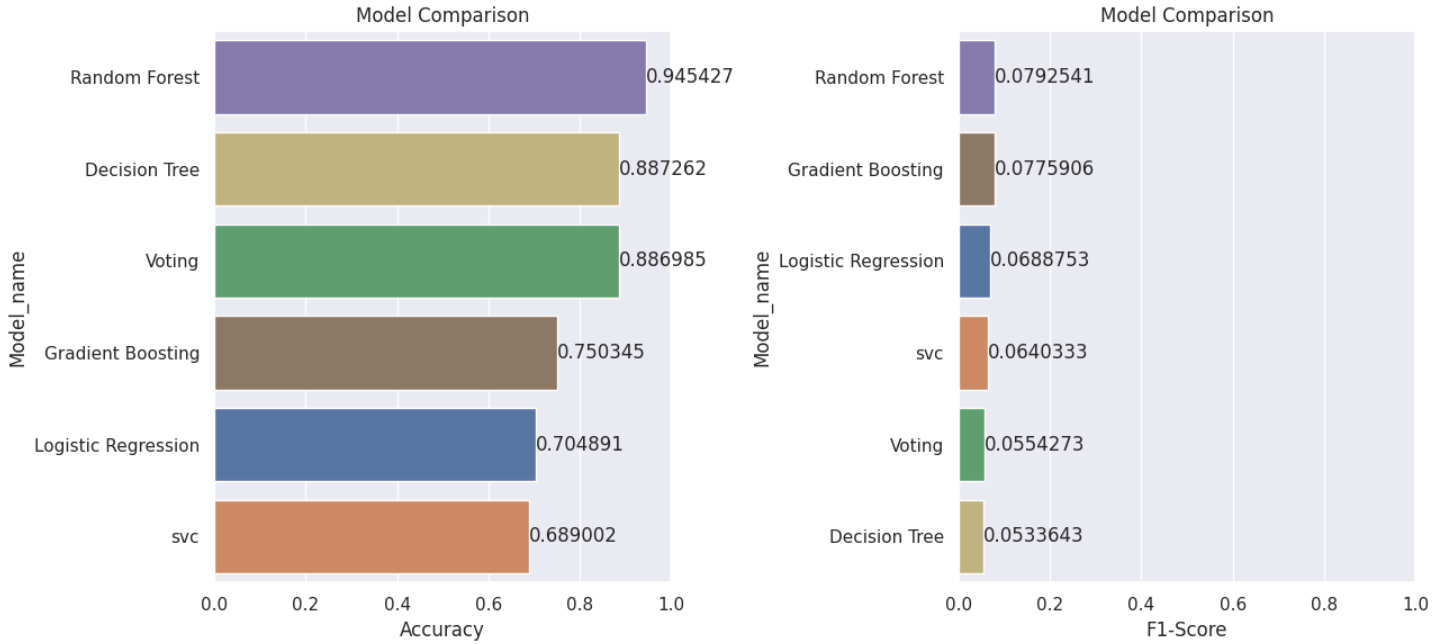 Model Comparison
Model_name
Random Forest
0.945427
Decision Tree
0.887262
Voting
0.886985
Gradient Boosting
0.750345
Logistic Regression
0.704891
svc
0.689002
0.0 0.2 0.4 0.6 0.8 1.0
Accuracy
Model Comparison
Model_name
Random Forest
0.0792541
Gradient Boosting
0.0775906
Logistic Regression
0.0688753
svc
0.0640333
Voting
0.0554273
Decision Tree
0.0533643
0.0 0.2 0.4 0.6 0.8 1.0
F1-Score